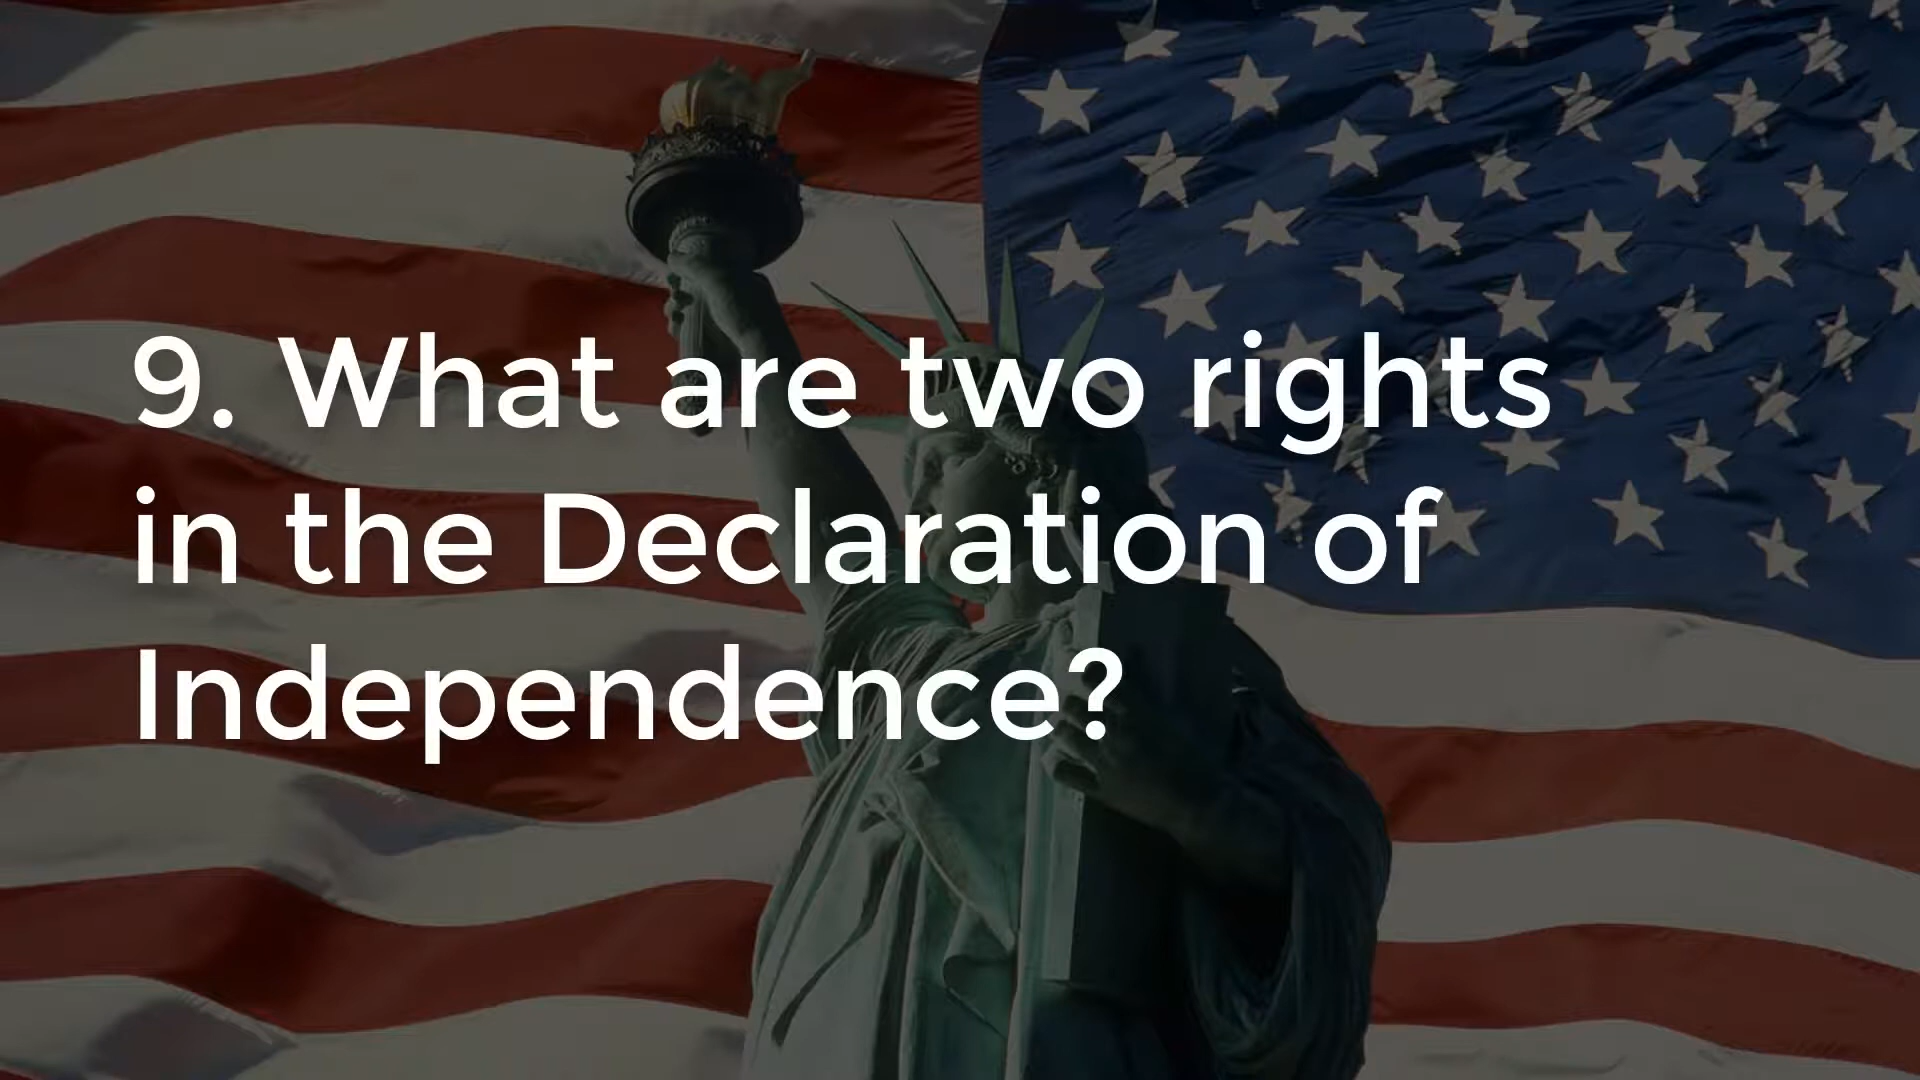 9. What are two rights
in the Declaration of
Independence?